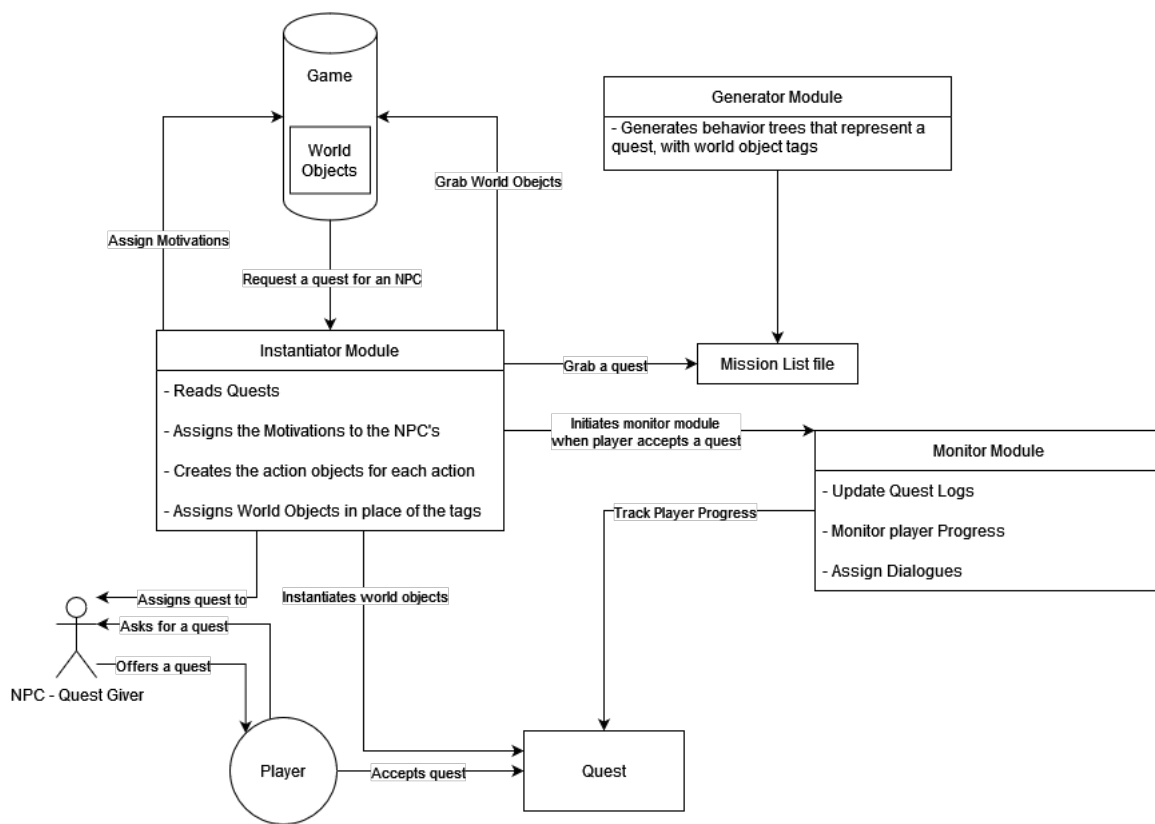 Game
World
Objects
Generator Module
- Generates behavior trees that represent a
quest, with world object tags
Grab World Obejcts
Assign Motivations
Request a quest for an NPC
Instantiator Module
- Reads Quests
- Assigns the Motivations to the NPC's
- Creates the action objects for each action
- Assigns World Objects in place of the tags
Grab a quest
Mission List file
Initiates monitor module
when player accepts a quest
Monitor Module
- Update Quest Logs
- Monitor player Progress
- Assign Dialogues
Track Player Progress
Assigns quest to
Instantiates world objects
Asks for a quest
Offers a quest
NPC - Quest Giver
Player
Accepts quest
Quest